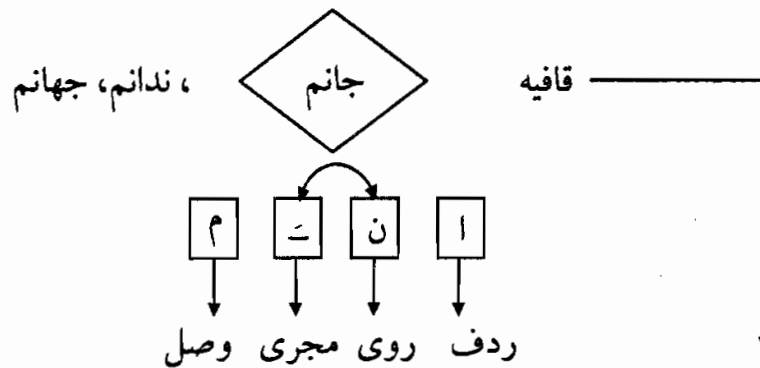 قافیه جانم ، ندانم، جهانم
ا ن ـَ م
ردف روی مجری وصل